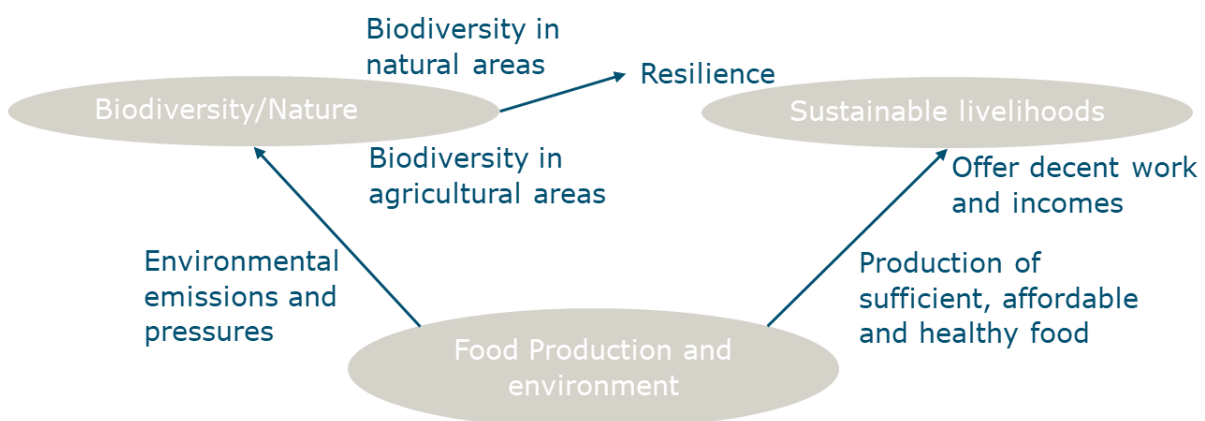 Biodiversity in
natural areas
Resilience
Biodiversity/Nature
Sustainable livelihoods
Biodiversity in
agricultural areas
Offer decent work
and incomes
Environmental
emissions and
pressures
Production of
sufficient, affordable
and healthy food
Food Production and
environment